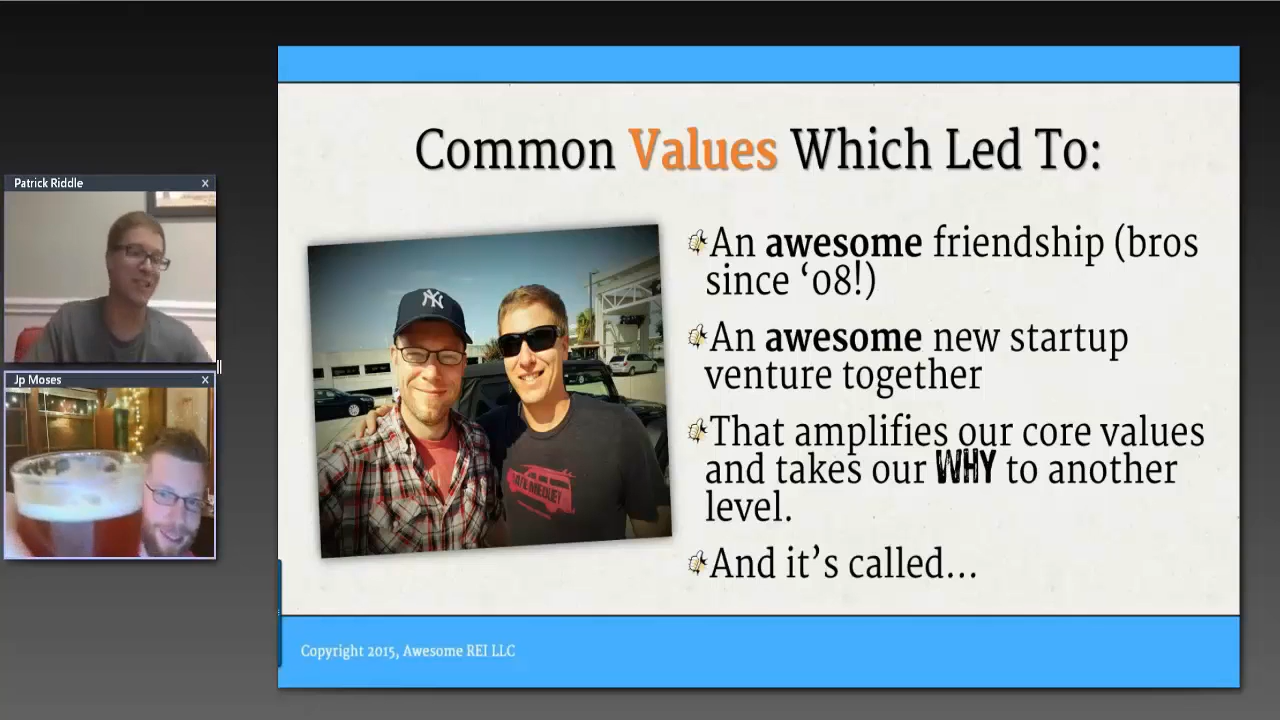 Patrick Riddle
Jp Moses
Common Values Which Led To:
An awesome friendship (bros
since ‘08!)
An awesome new startup
venture together
That amplifies our core values
and takes our WHY to another
level.
And it’s called...
Copyright 2015, Awesome REI LLC